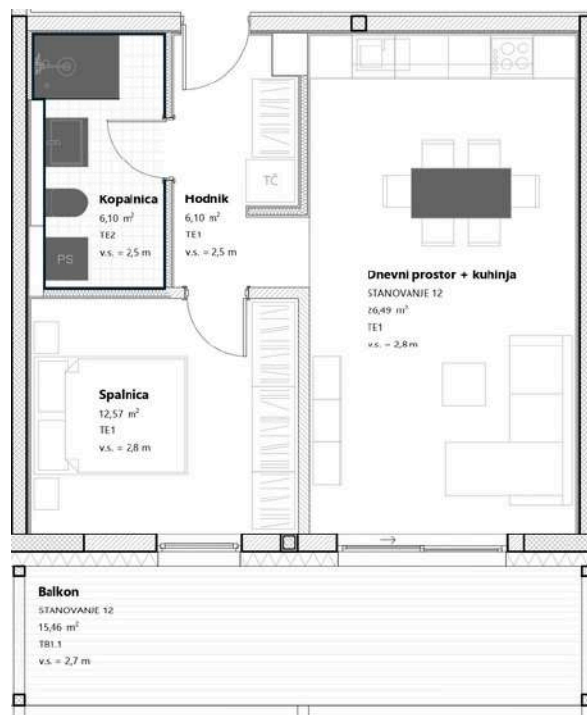 Kopalnica
6,10 m²
TE2
v.s. = 2,5 m
PS
Hodnik
6,10 m²
TE1
v.s. = 2,5 m
TČ
Dnevni prostor + kuhinja
STANOVANJE 12
26,49 m²
TE1
v.s. = 2,8 m
Spalnica
12,57 m²
TE1
v.s. = 2,8 m
Balkon
STANOVANJE 12
15,46 m²
TB1.1
v.s. = 2,7 m